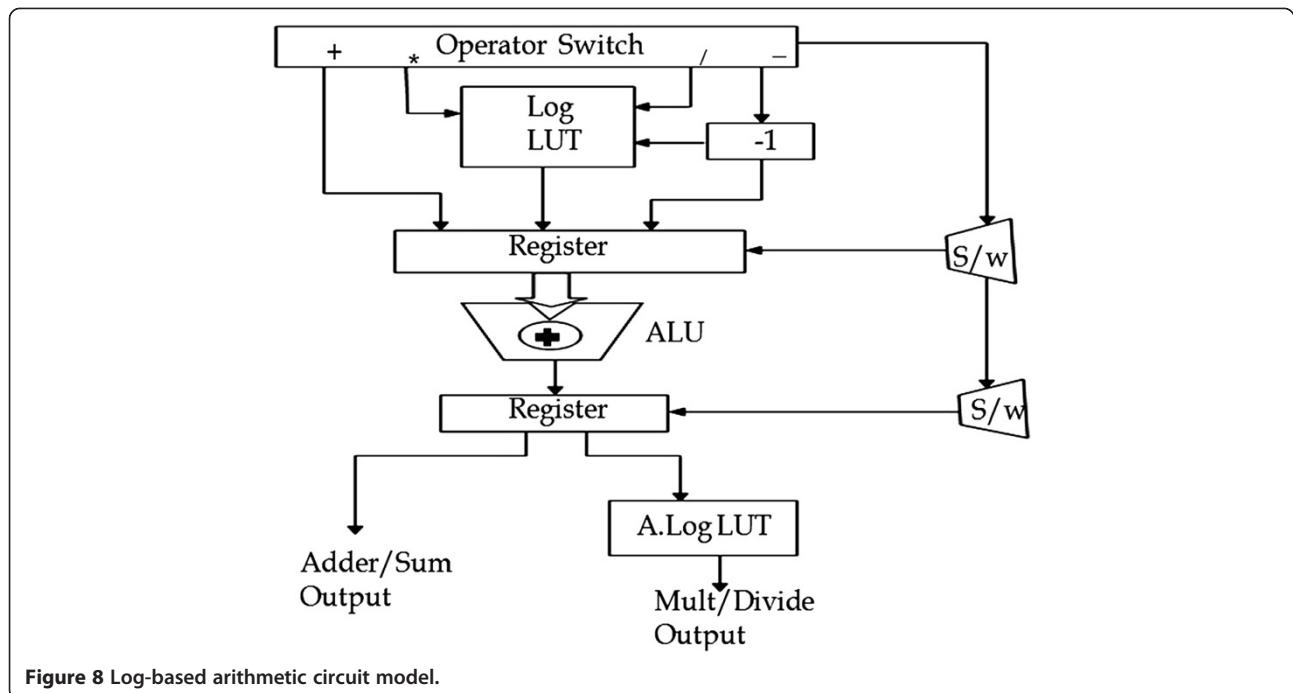 Operator Switch
+ * / −
Log
LUT
-1
Register
S/w
ALU
Register
S/w
A.Log LUT
Adder/Sum
Output
Mult/Divide
Output
Figure 8 Log-based arithmetic circuit model.